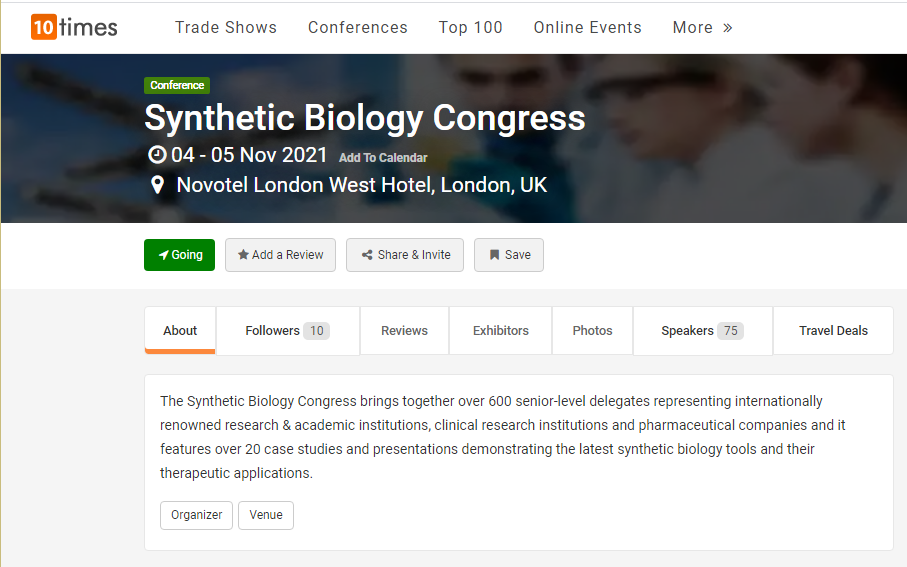 10times Trade Shows Conferences Top 100 Online Events More »
Conference
Synthetic Biology Congress
04 - 05 Nov 2021 Add To Calendar
Novotel London West Hotel, London, UK
Going Add a Review Share & Invite Save
About Followers 10 Reviews Exhibitors Photos Speakers 75 Travel Deals
The Synthetic Biology Congress brings together over 600 senior-level delegates representing internationally
renowned research & academic institutions, clinical research institutions and pharmaceutical companies and it
features over 20 case studies and presentations demonstrating the latest synthetic biology tools and their
therapeutic applications.
Organizer Venue